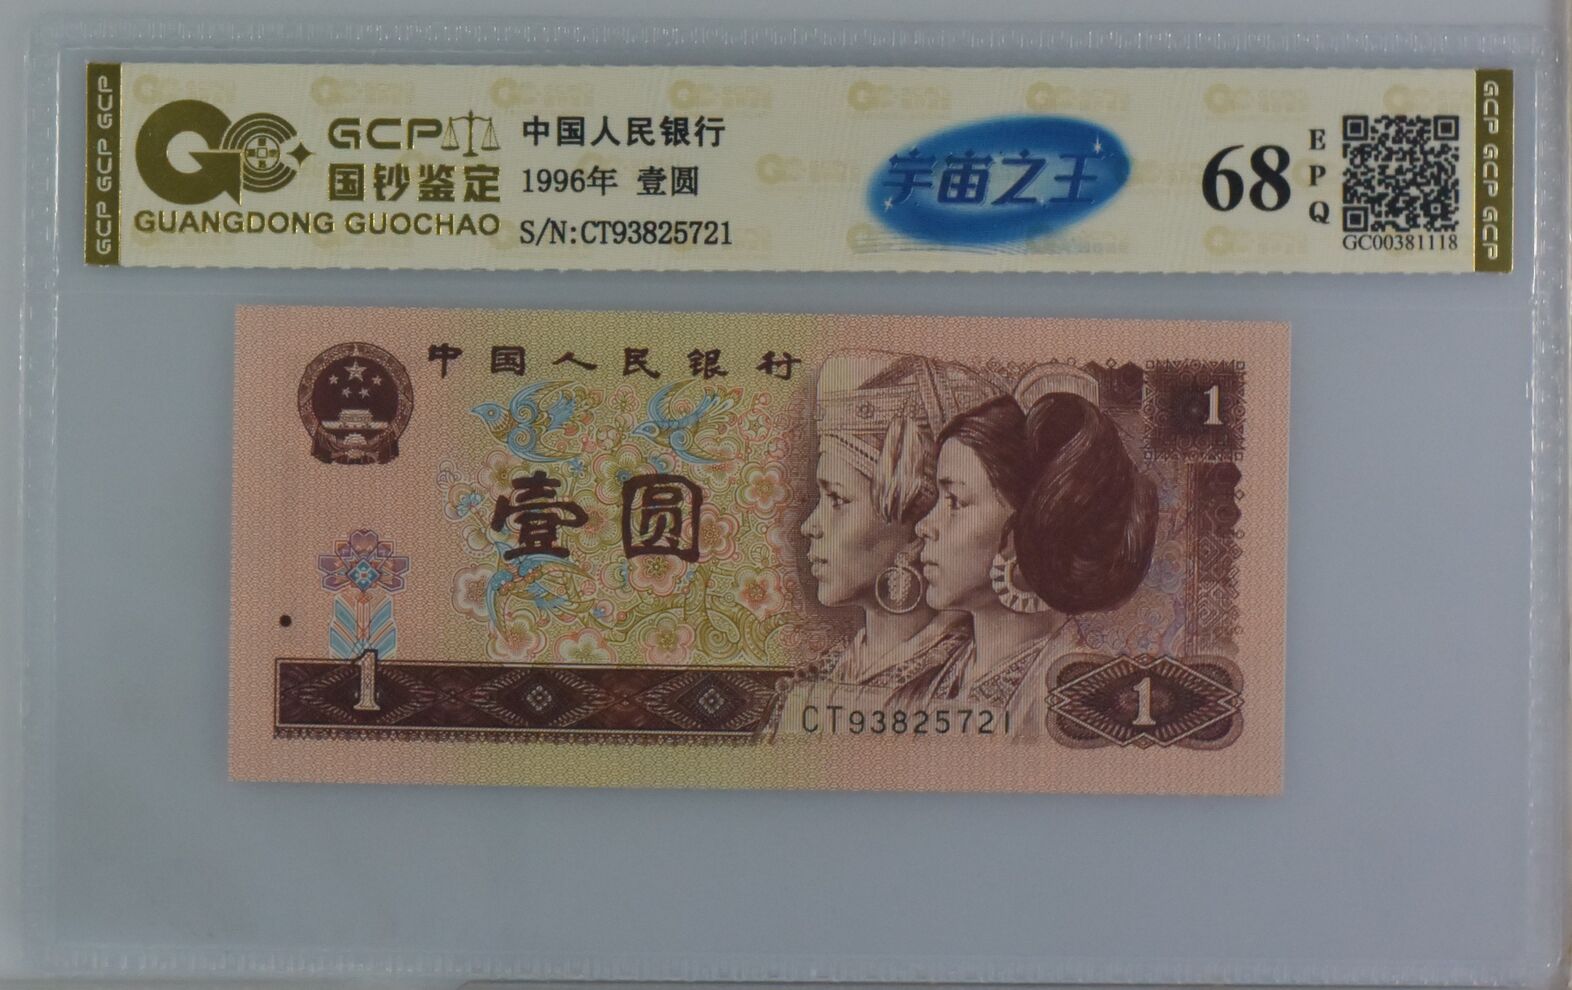 GCP GCP GCP
GCP
国钞鉴定
GUANGDONG GUOCHAO
中国人民银行
1996年 壹圆
S/N:CT93825721
宇宙之王
68
EPQ
GC00381118
GCP GCP GCP
中国人民银行
1
壹圆
1
CT93825721
1